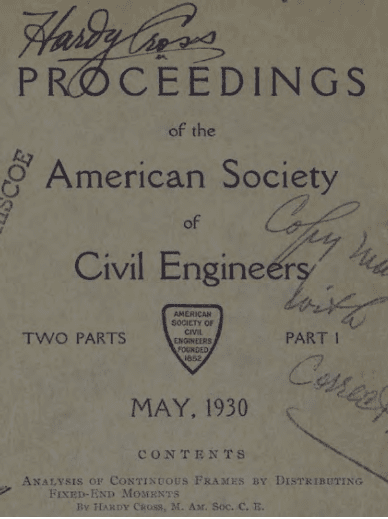 Hardy Cross
PROCEEDINGS
of the
American Society
of
Civil Engineers
Copy
with
TWO PARTS
AMERICAN
SOCIETY OF
CIVIL
ENGINEERS
FOUNDED
1852
PART I
MAY, 1930
CONTENTS
ANALYSIS OF CONTINUOUS FRAMES BY DISTRIBUTING
FIXED-END MOMENTS
BY HARDY CROSS, M. AM. SOC. C. E.